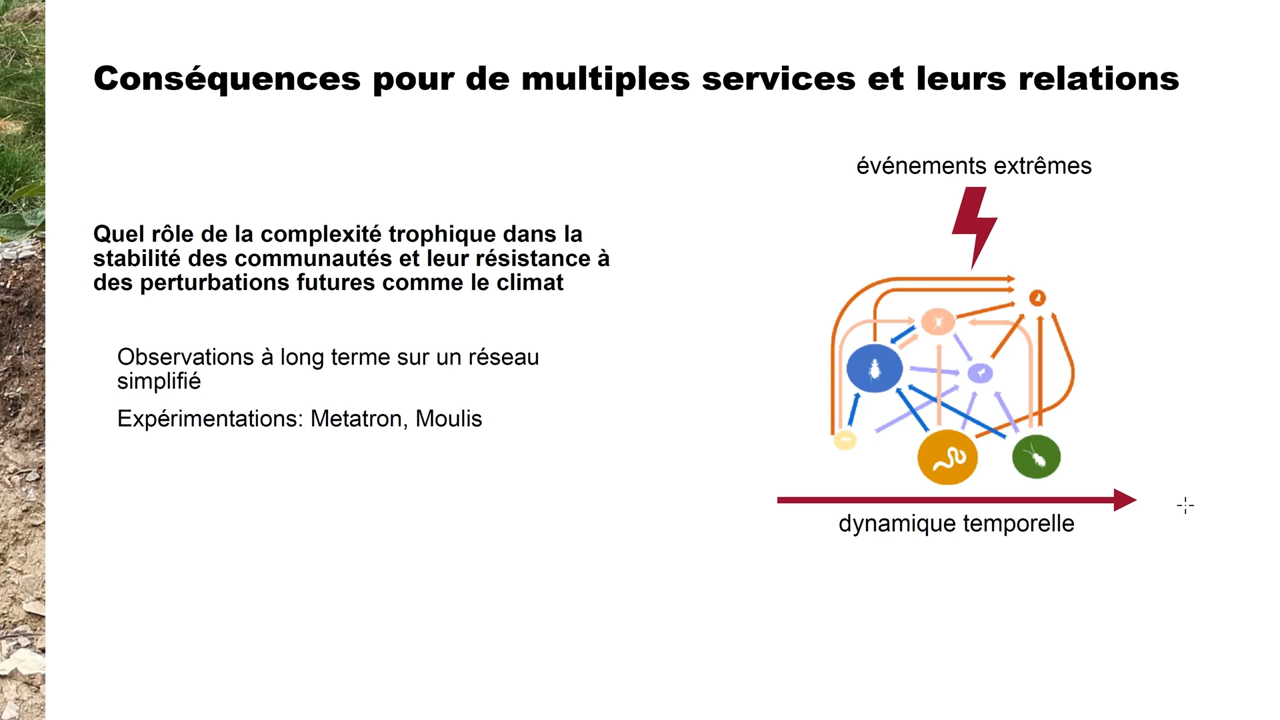 Conséquences pour de multiples services et leurs relations
Quel rôle de la complexité trophique dans la
stabilité des communautés et leur résistance à
des perturbations futures comme le climat
Observations à long terme sur un réseau
simplifié
Expérimentations: Metatron, Moulis
événements extrêmes
dynamique temporelle